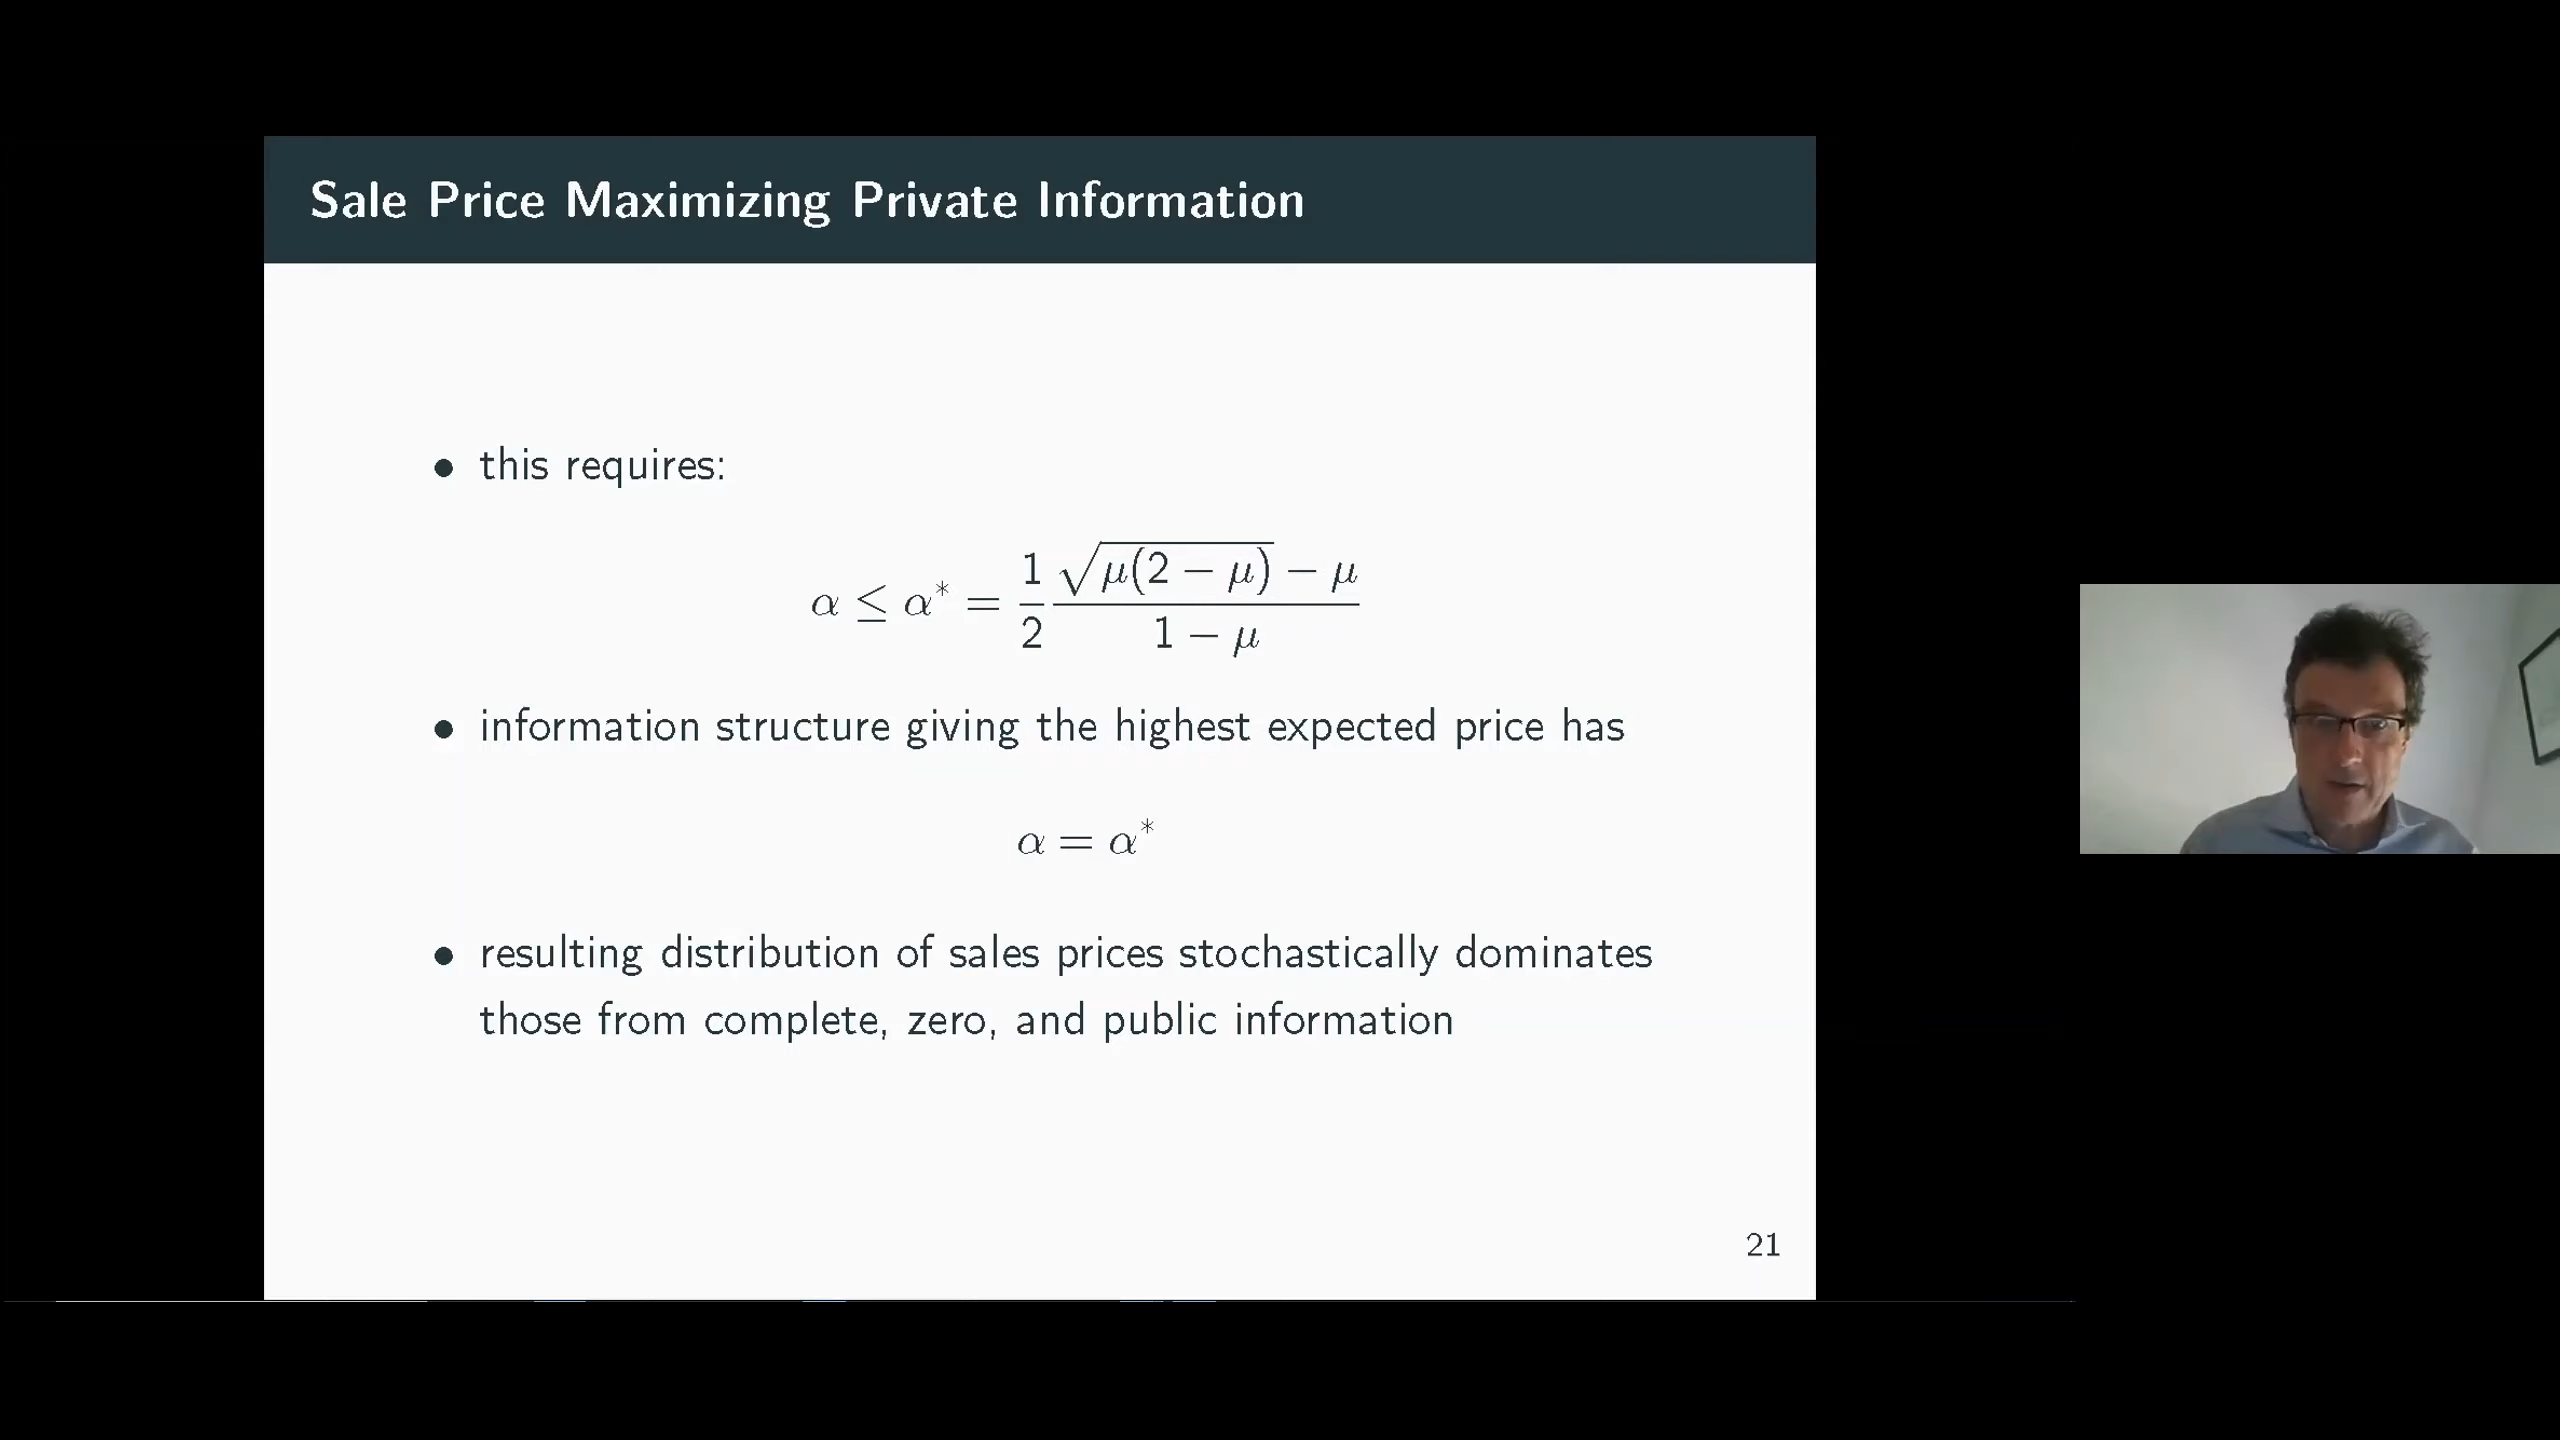 Sale Price Maximizing Private Information
• this requires:
α ≤ α* = 1/2 (√(μ(2 − μ)) − μ)/(1 − μ)
• information structure giving the highest expected price has
α = α*
• resulting distribution of sales prices stochastically dominates
those from complete, zero, and public information
21